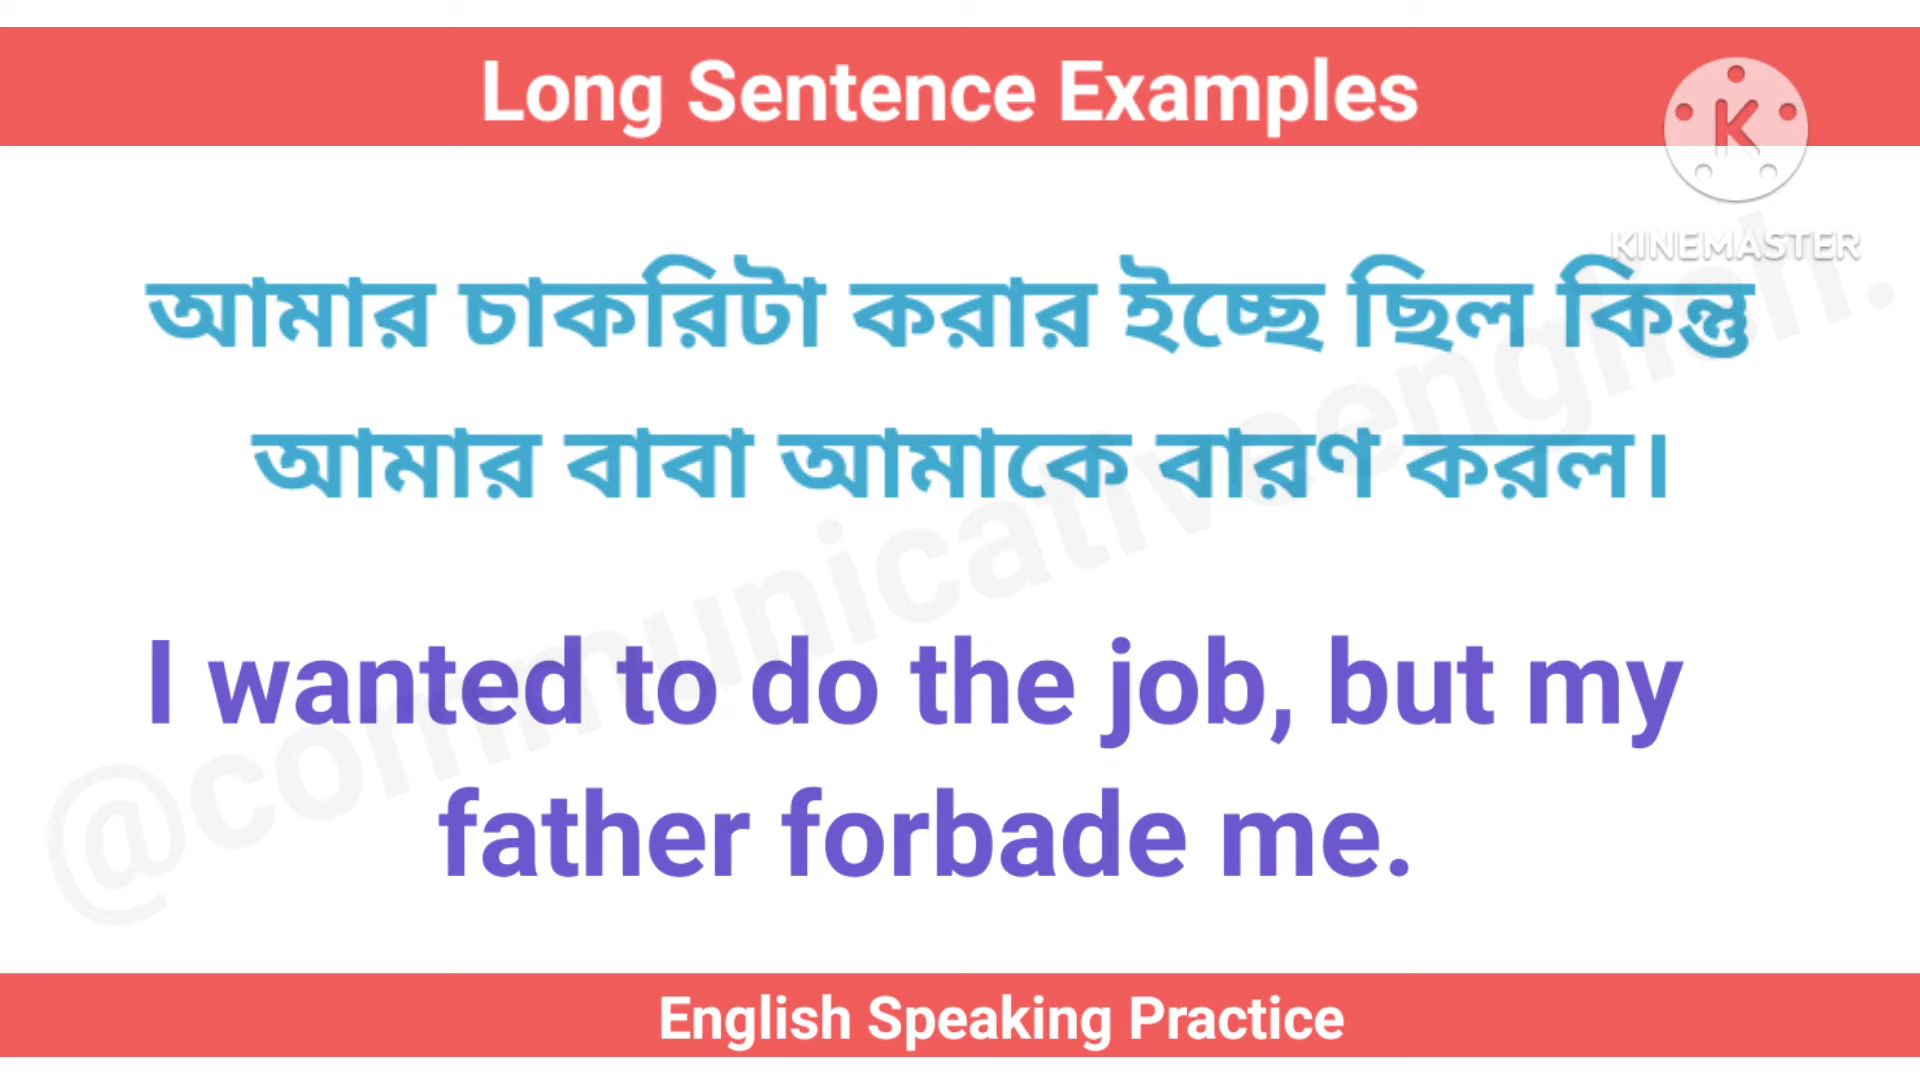 Long Sentence Examples
KINEMASTER
আমার চাকরিটা করার ইচ্ছে ছিল কিন্তু
আমার বাবা আমাকে বারণ করল।
I wanted to do the job, but my
father forbade me.
@communicativeenglish.
English Speaking Practice